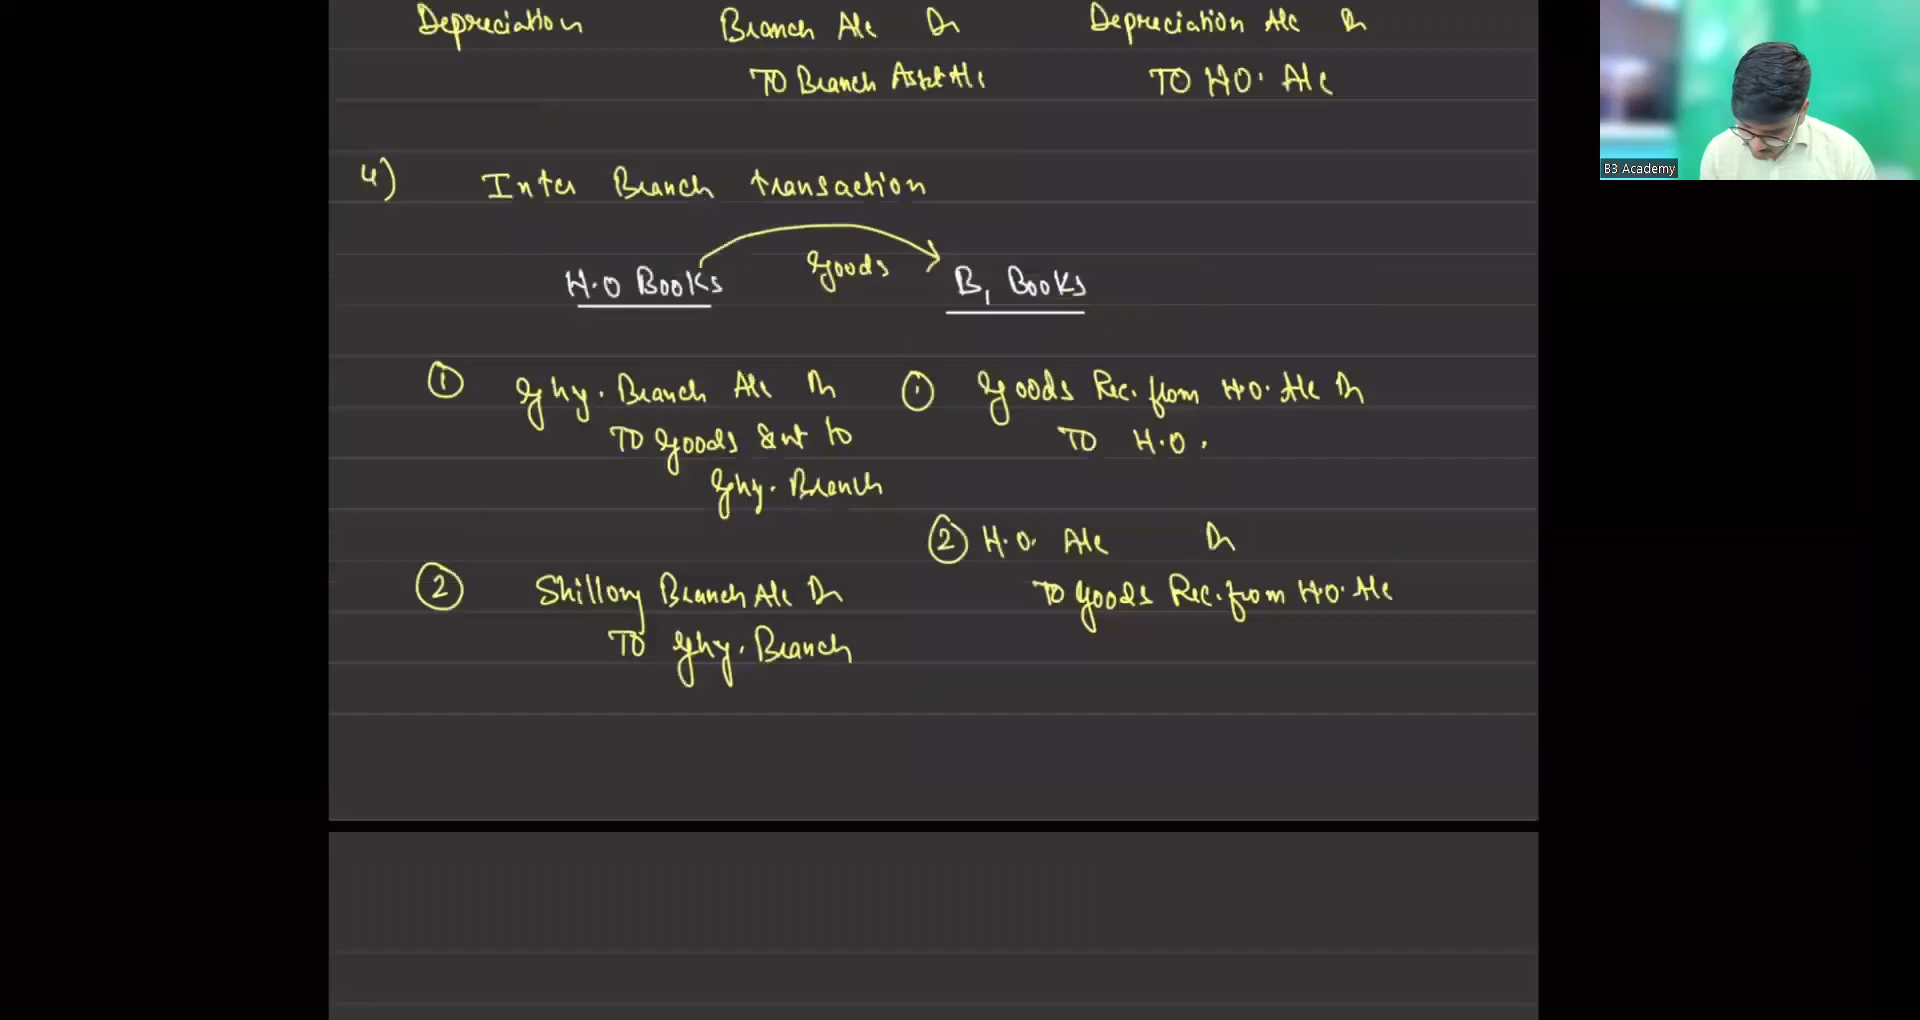 Depreciation Branch A/c Dr Depreciation A/c Dr
To Branch Asset A/c To H.O. A/c
4) Inter Branch transaction
H.O Books goods B1 Books
① Ghy. Branch A/c Dr ① Goods Rec. from H.O. A/c Dr
To Goods Sent to To H.O.
Ghy. Branch
② H.O. A/c Dr
② Shillong Branch A/c Dr To goods Rec. from H.O. A/c
To Ghy. Branch
B3 Academy